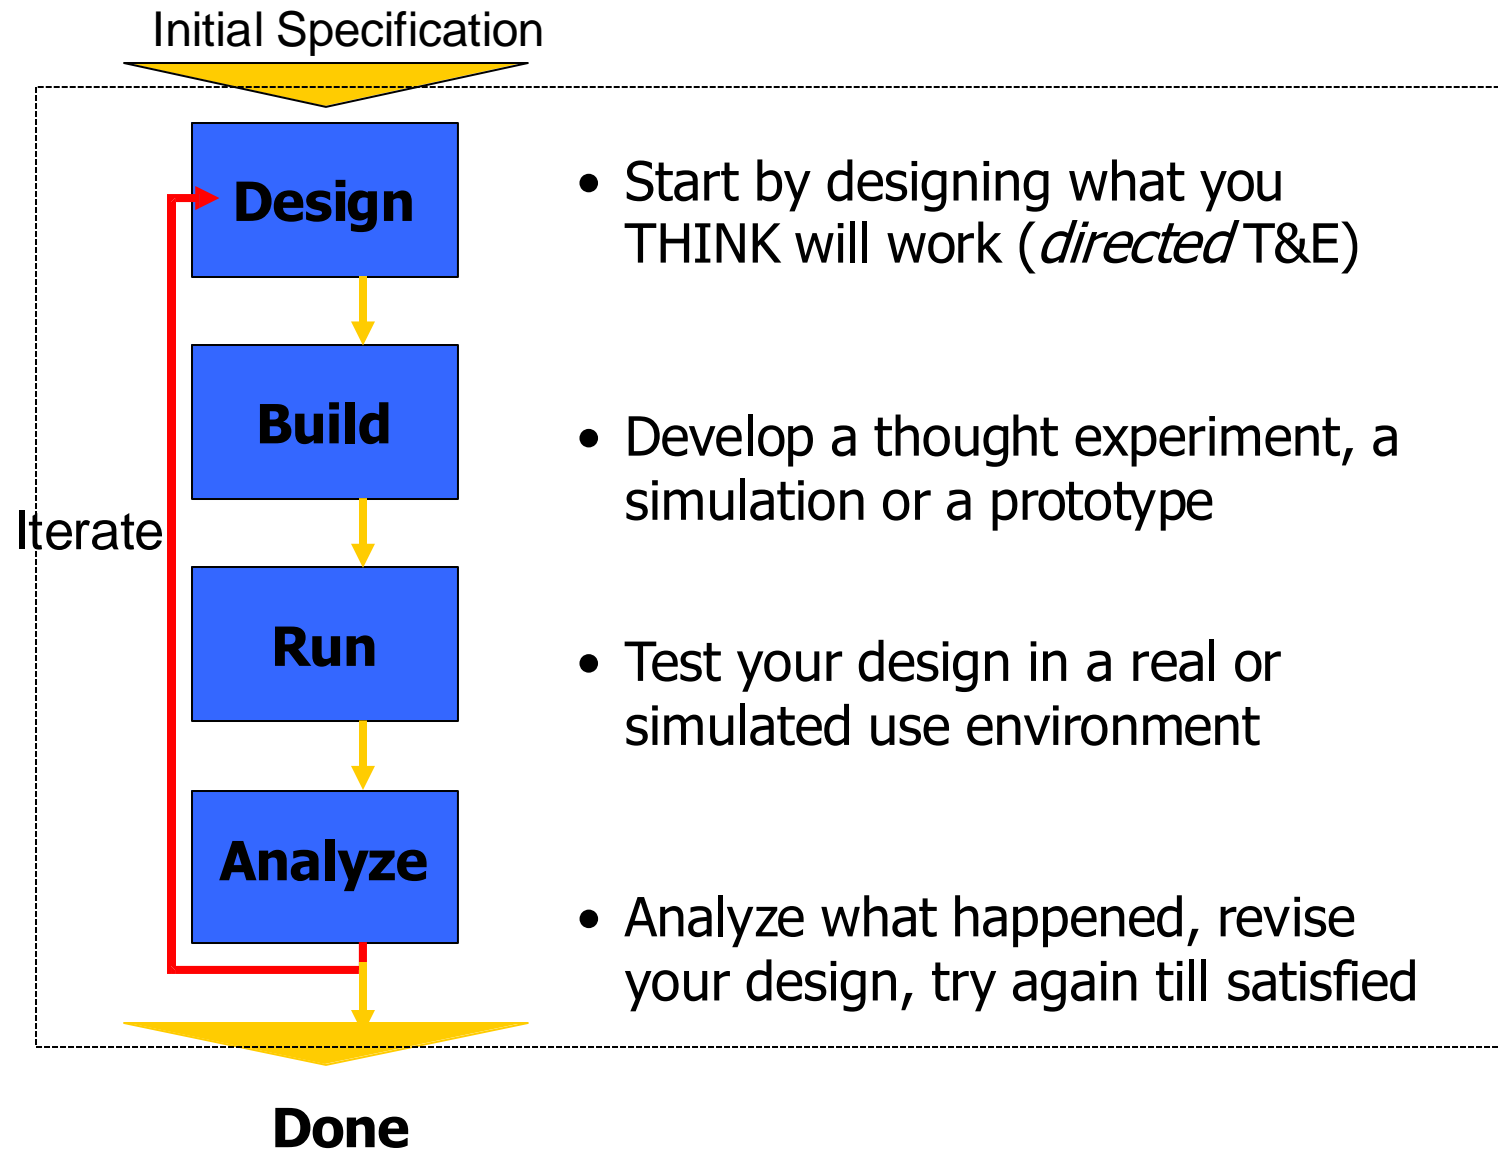 Initial Specification
Design
• Start by designing what you
THINK will work (directed T&E)
Build
• Develop a thought experiment, a
simulation or a prototype
Iterate
Run
• Test your design in a real or
simulated use environment
Analyze
• Analyze what happened, revise
your design, try again till satisfied
Done